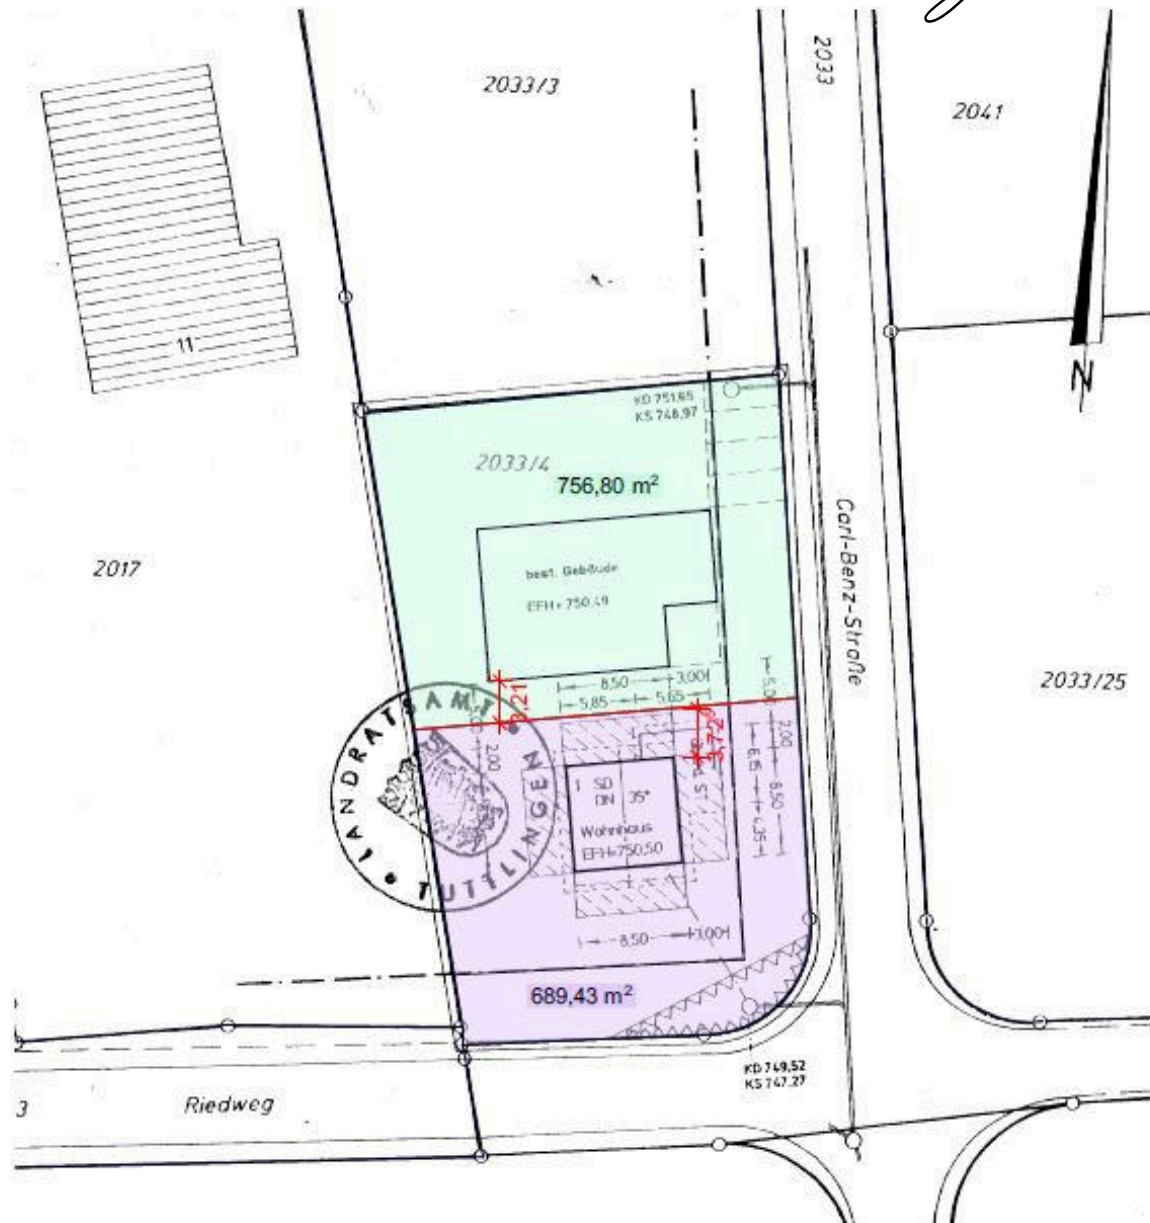 2033/3
2033
2041
11
N
KD 751,65
KS 748,97
2033/4
756,80 m²
Carl-Benz-Straße
best. Gebäude
EFH= 750,49
2017
2033/25
3,21
8,50
3,00
5,85
5,65
5,00
2,00
2,00
LANDRATSAMT
TUTTLINGEN
1 SD
DN 35°
Wohnhaus
EFH=750,50
6,15
8,50
4,35
8,50
3,00
689,43 m²
KD 749,52
KS 747,27
3
Riedweg